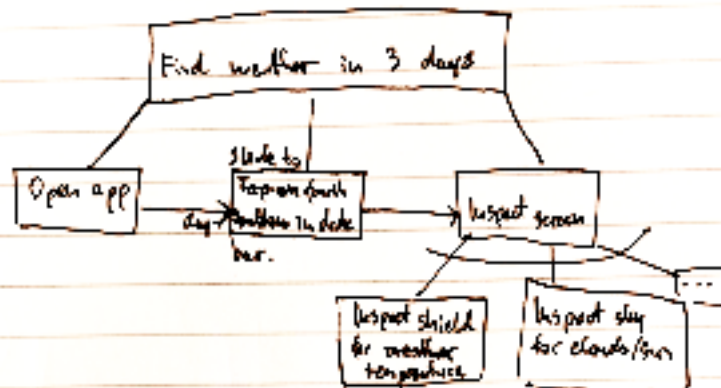 Find weather in 3 days
Open app
Slide to
Tap on fourth
button in date
day
bar.
Inspect screen
...
Inspect shield
for weather
temperature
Inspect sky
for clouds/sun